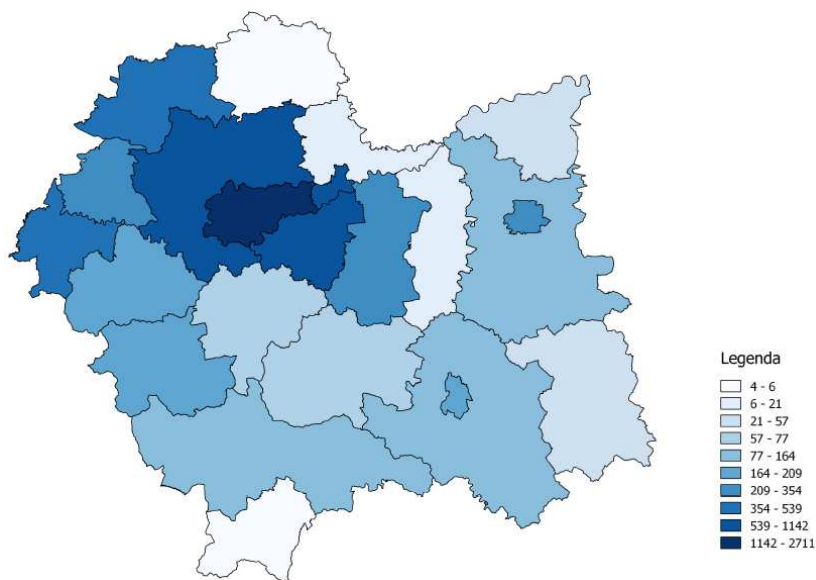 Legenda
4 - 6
6 - 21
21 - 57
57 - 77
77 - 164
164 - 209
209 - 354
354 - 539
539 - 1142
1142 - 2711